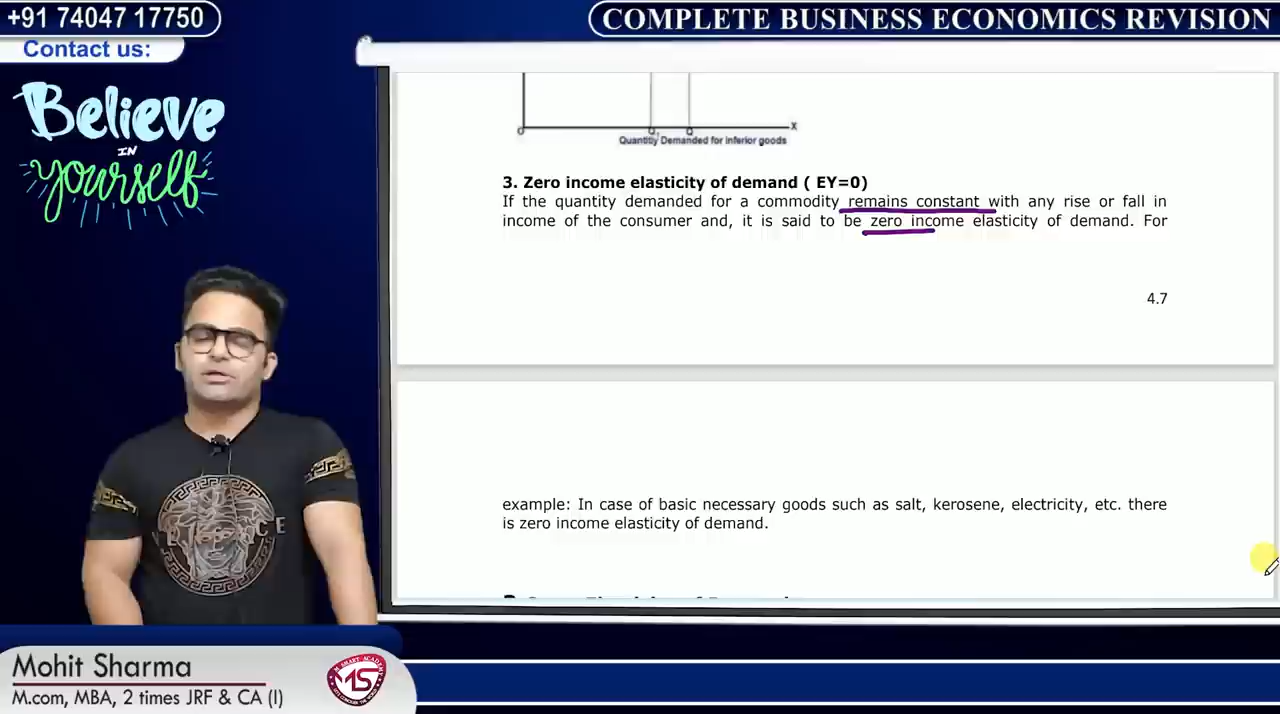 +91 74047 17750
COMPLETE BUSINESS ECONOMICS REVISION
Contact us:
Believe
IN
yourself
O
Q
X
Quantitiy Demanded for inferior goods
3. Zero income elasticity of demand ( EY=0)
If the quantity demanded for a commodity remains constant with any rise or fall in
income of the consumer and, it is said to be zero income elasticity of demand. For
4.7
example: In case of basic necessary goods such as salt, kerosene, electricity, etc. there
is zero income elasticity of demand.
Mohit Sharma
M.com, MBA, 2 times JRF & CA (I)
M SMART ACADEMY
MS